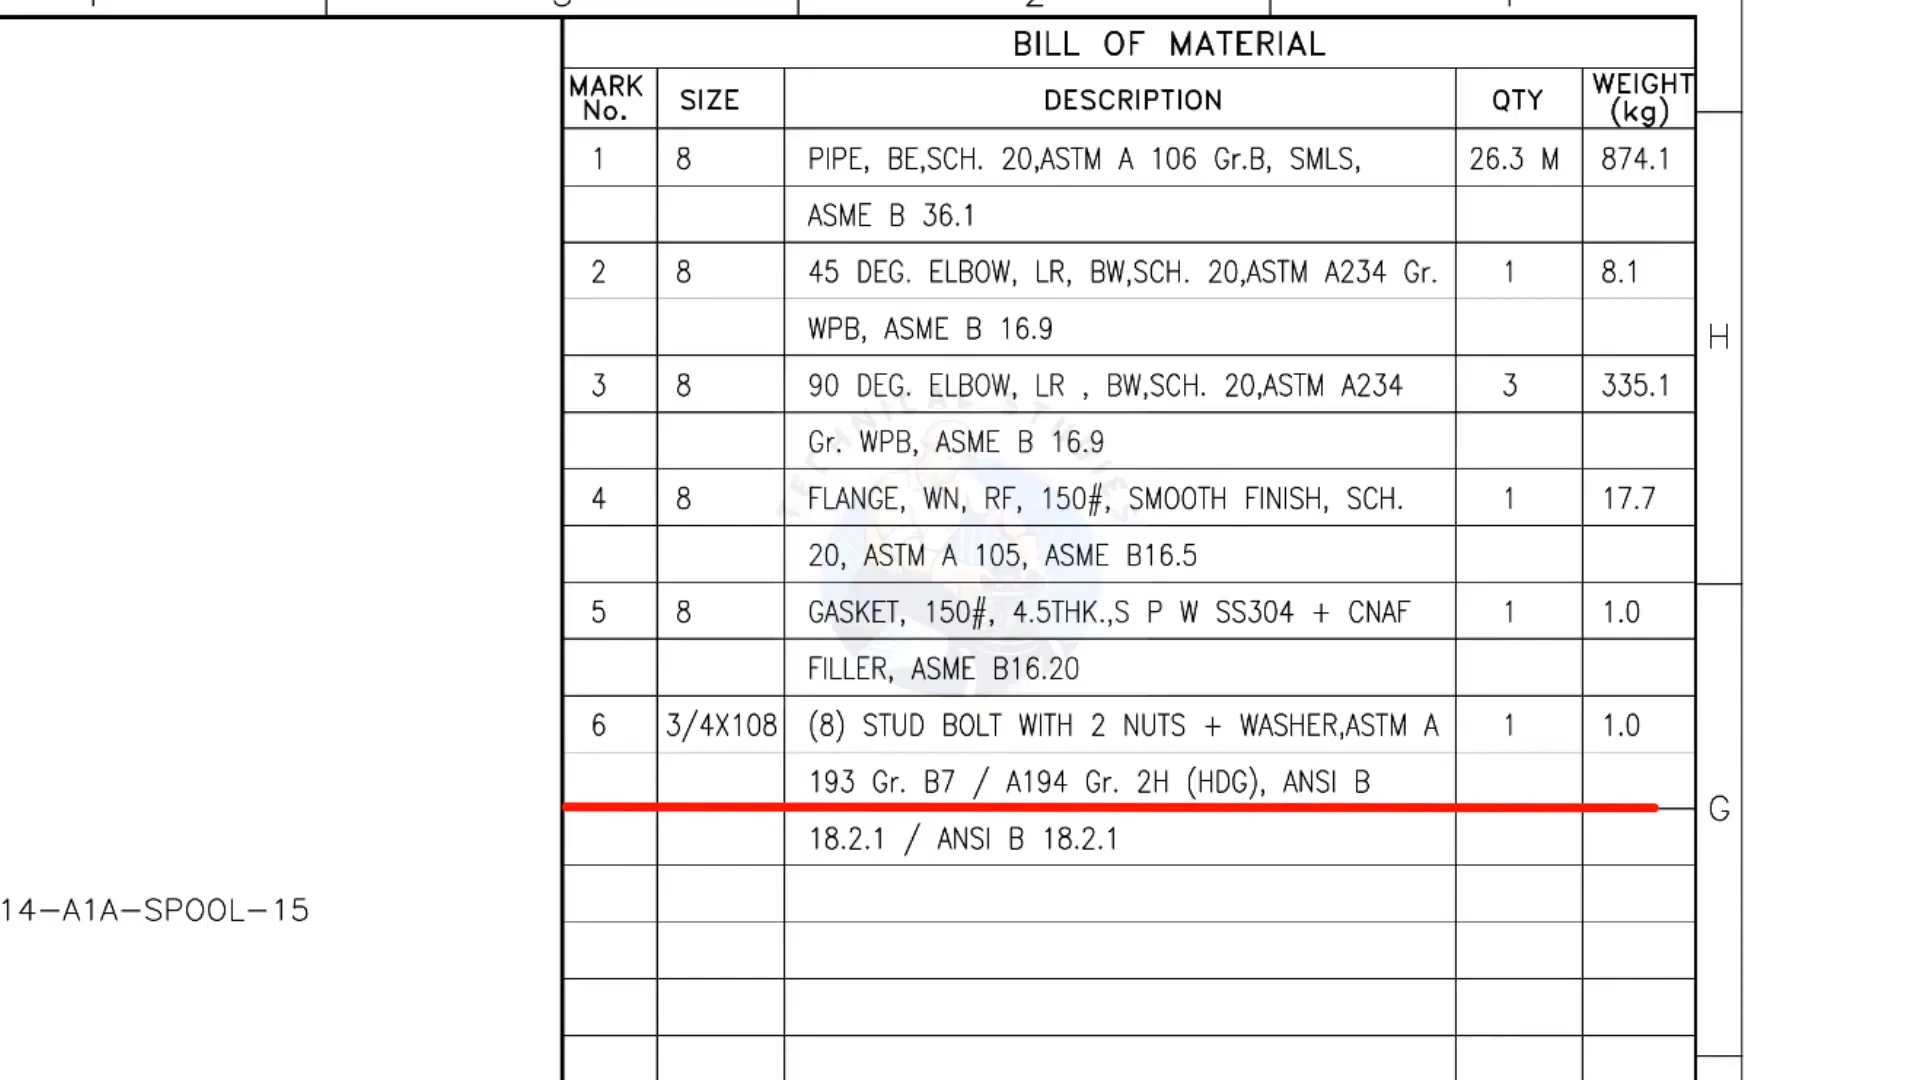 BILL OF MATERIAL
MARK No. SIZE DESCRIPTION QTY WEIGHT (kg)
1 8 PIPE, BE,SCH. 20,ASTM A 106 Gr.B, SMLS, 26.3 M 874.1
ASME B 36.1
2 8 45 DEG. ELBOW, LR, BW,SCH. 20,ASTM A234 Gr. 1 8.1
WPB, ASME B 16.9
H
3 8 90 DEG. ELBOW, LR , BW,SCH. 20,ASTM A234 3 335.1
TECHNICAL STUDIES
Gr. WPB, ASME B 16.9
4 8 FLANGE, WN, RF, 150#, SMOOTH FINISH, SCH. 1 17.7
20, ASTM A 105, ASME B16.5
5 8 GASKET, 150#, 4.5THK.,S P W SS304 + CNAF 1 1.0
FILLER, ASME B16.20
6 3/4X108 (8) STUD BOLT WITH 2 NUTS + WASHER,ASTM A 1 1.0
193 Gr. B7 / A194 Gr. 2H (HDG), ANSI B
G
18.2.1 / ANSI B 18.2.1
14-A1A-SPOOL-15